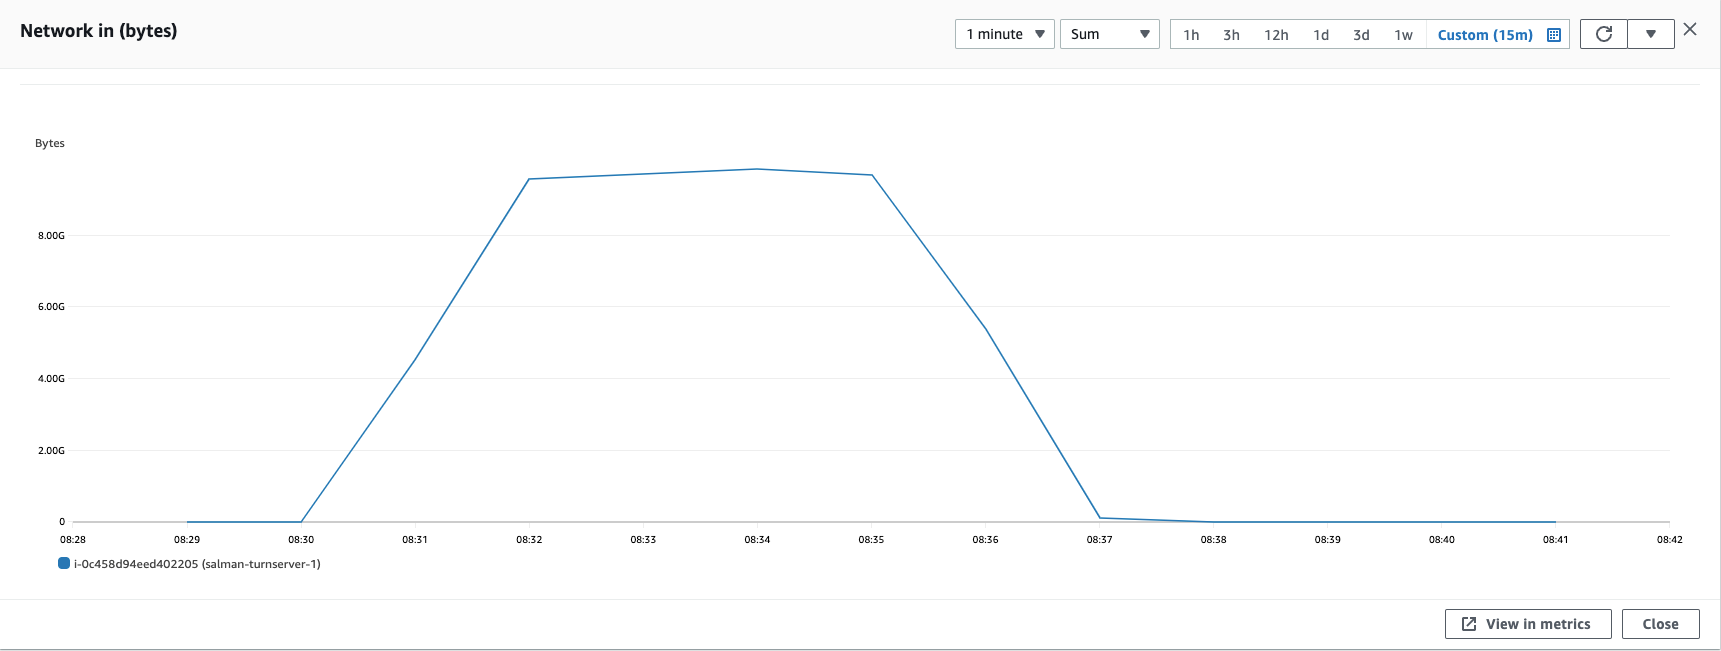 Network in (bytes)
1 minute
Sum
1h 3h 12h 1d 3d 1w Custom (15m)
Bytes
8.00G
6.00G
4.00G
2.00G
0
08:28 08:29 08:30 08:31 08:32 08:33 08:34 08:35 08:36 08:37 08:38 08:39 08:40 08:41 08:42
i-0c458d94eed402205 (salman-turnserver-1)
View in metrics
Close